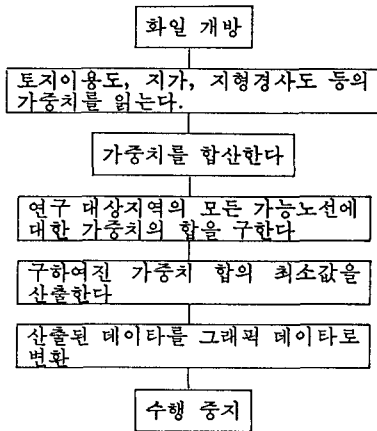 화일 개방
토지이용도, 지가, 지형경사도 등의
가중치를 읽는다.
가중치를 합산한다
연구 대상지역의 모든 가능노선에
대한 가중치의 합을 구한다
구하여진 가중치 합의 최소값을
산출한다
산출된 데이타를 그래픽 데이타로
변환
수행 중지